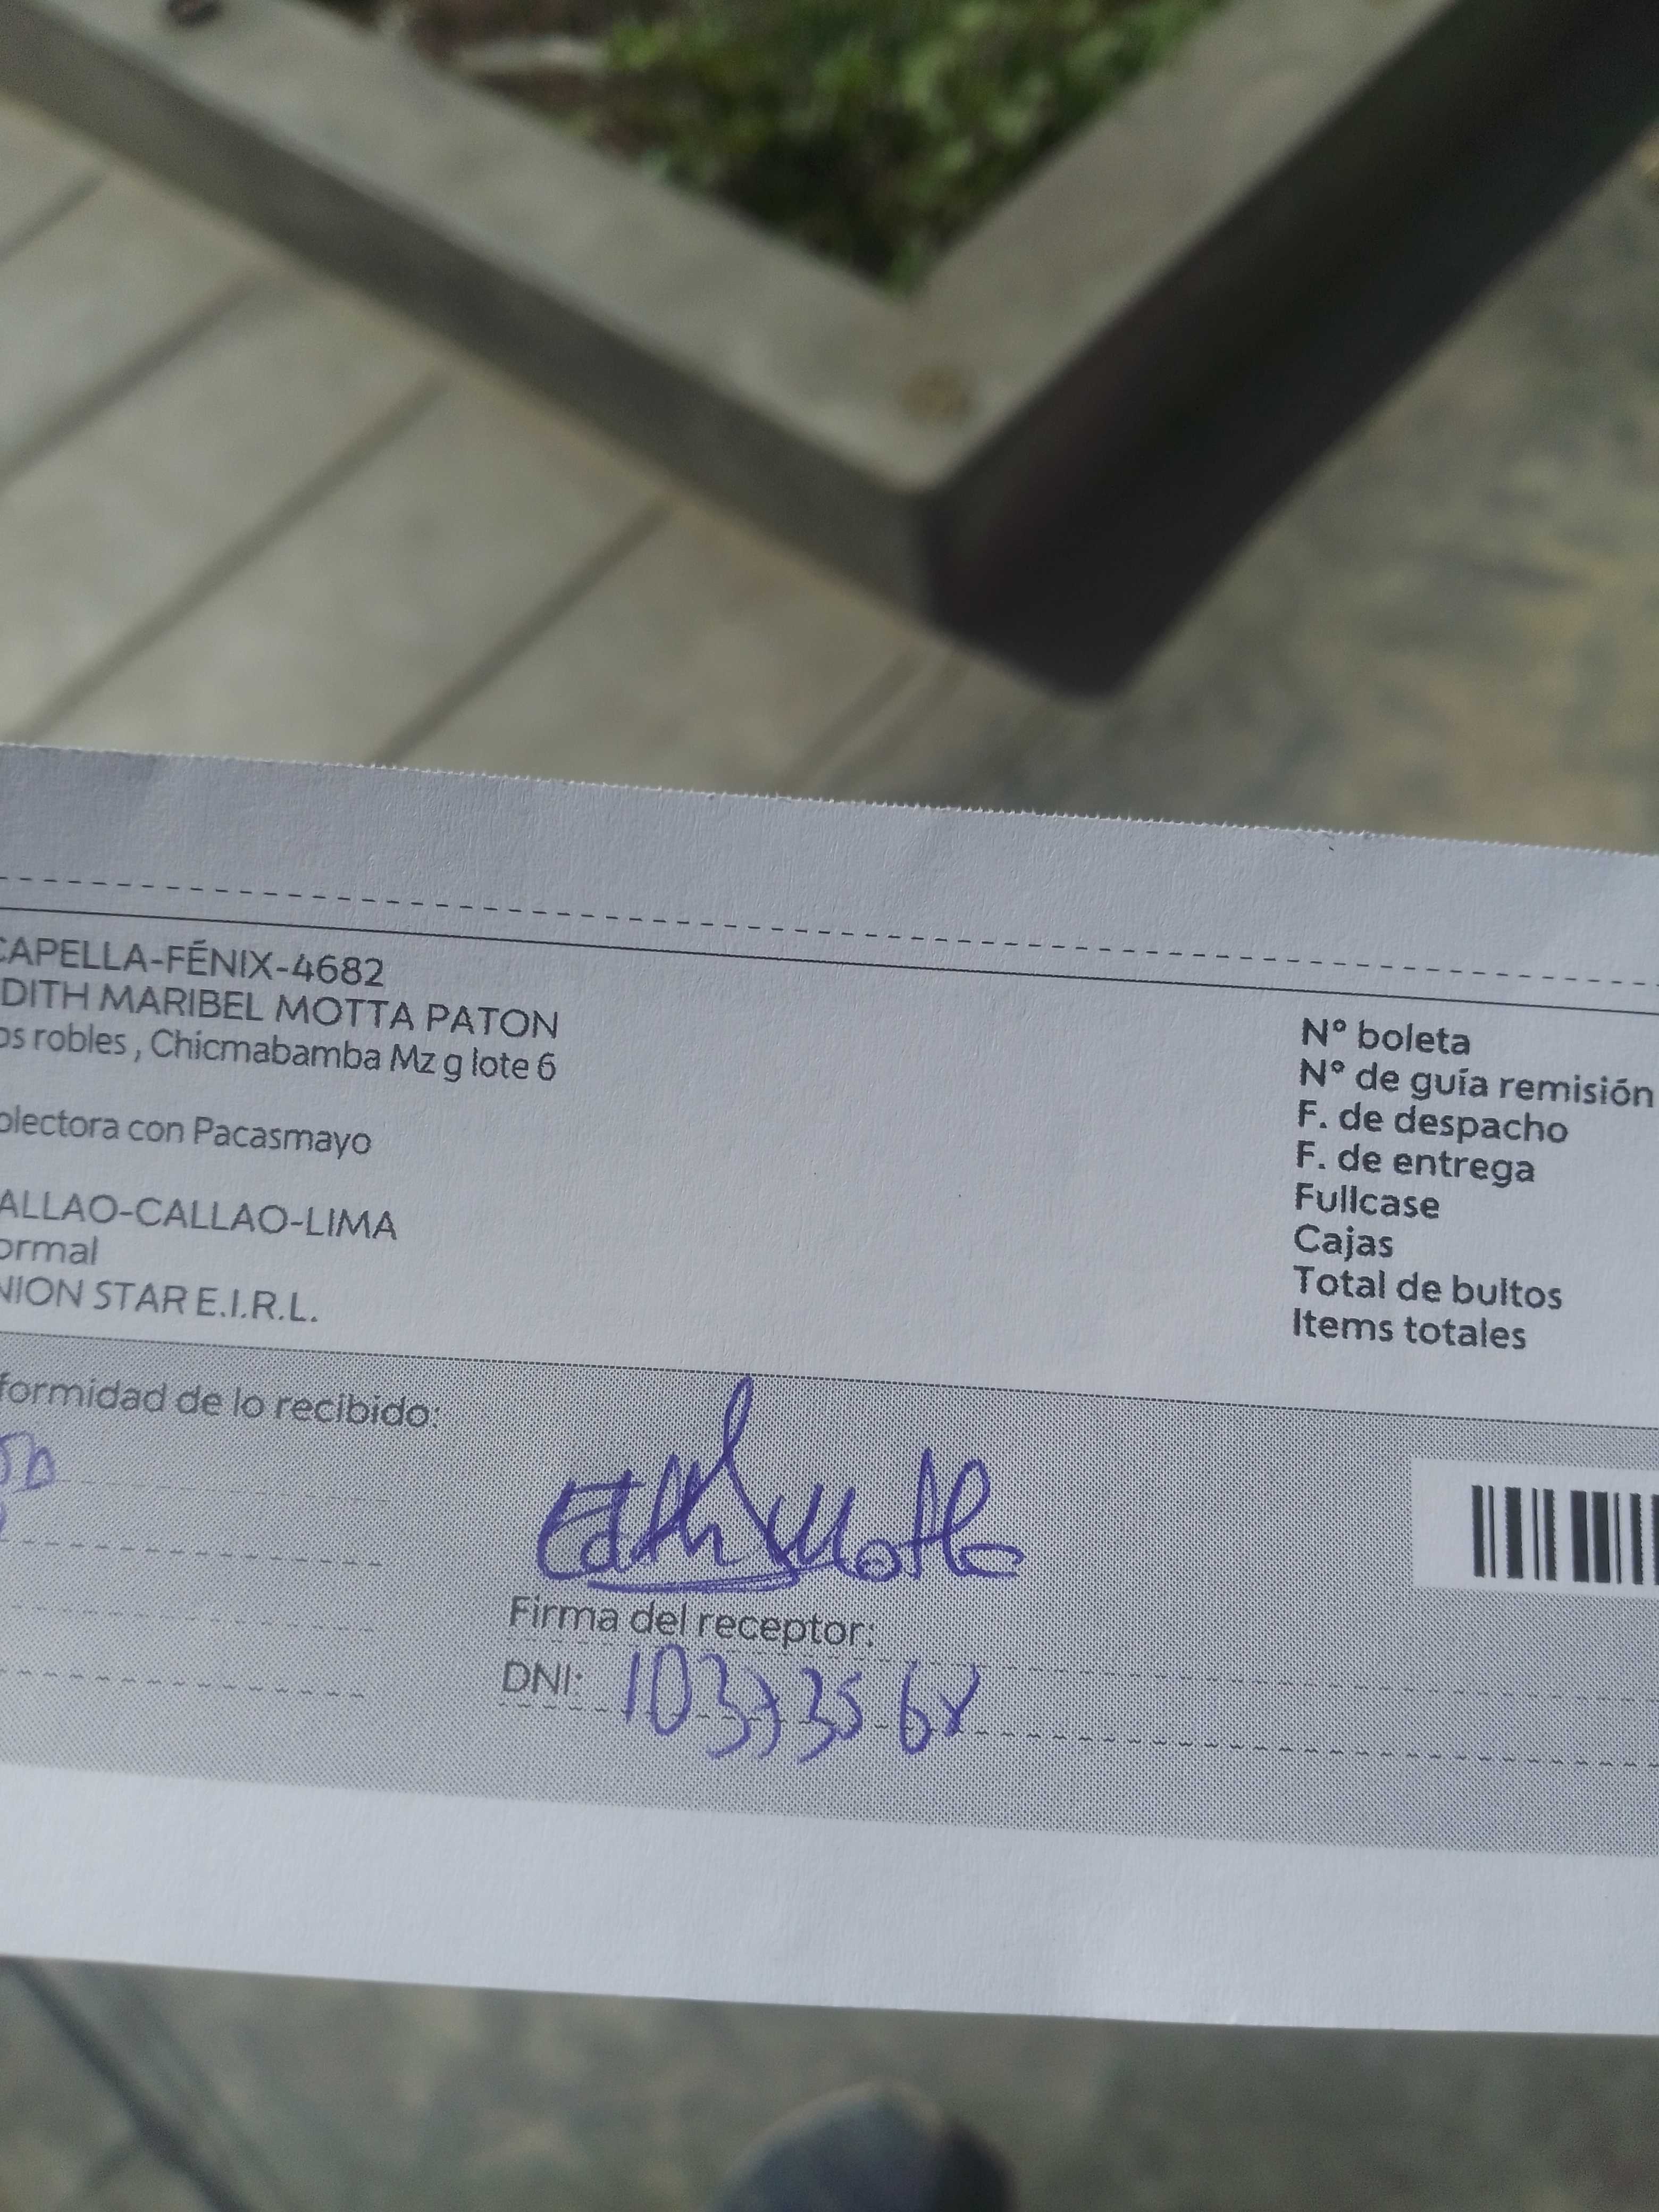 CAPELLA-FÉNIX-4682
DITH MARIBEL MOTTA PATON
os robles , Chicmabamba Mz g lote 6
olectora con Pacasmayo
ALLAO-CALLAO-LIMA
ormal
NION STAR E.I.R.L.
N° boleta
N° de guía remisión
F. de despacho
F. de entrega
Fullcase
Cajas
Total de bultos
Items totales
formidad de lo recibido:
Edith Motta
Firma del receptor:
DNI: